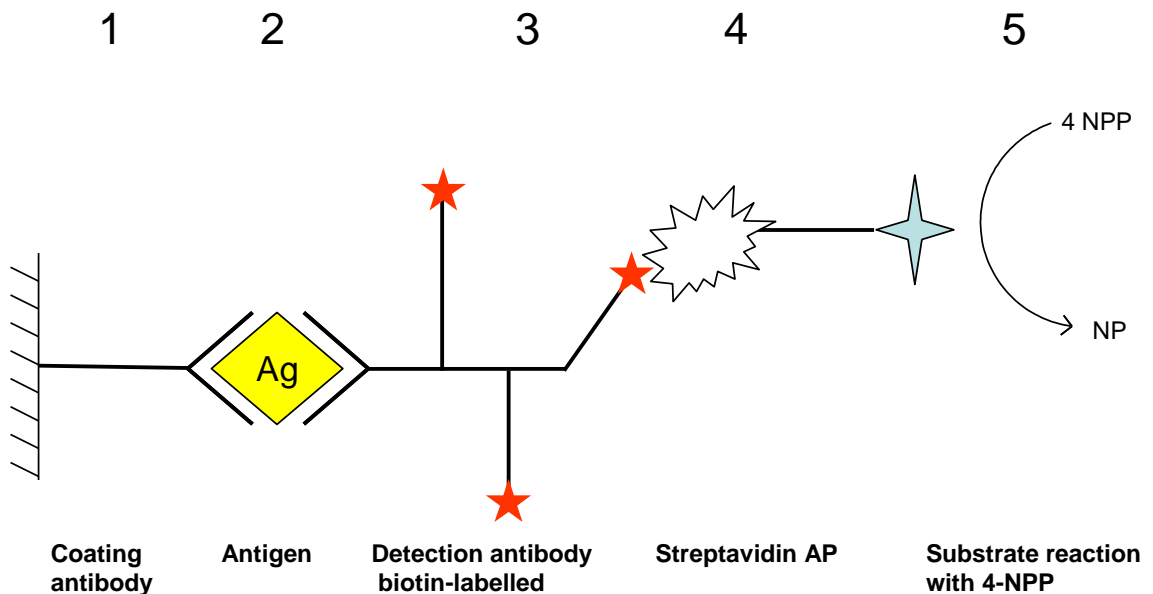 1 2 3 4 5
4 NPP
NP
Ag
Coating antibody
Antigen
Detection antibody biotin-labelled
Streptavidin AP
Substrate reaction with 4-NPP